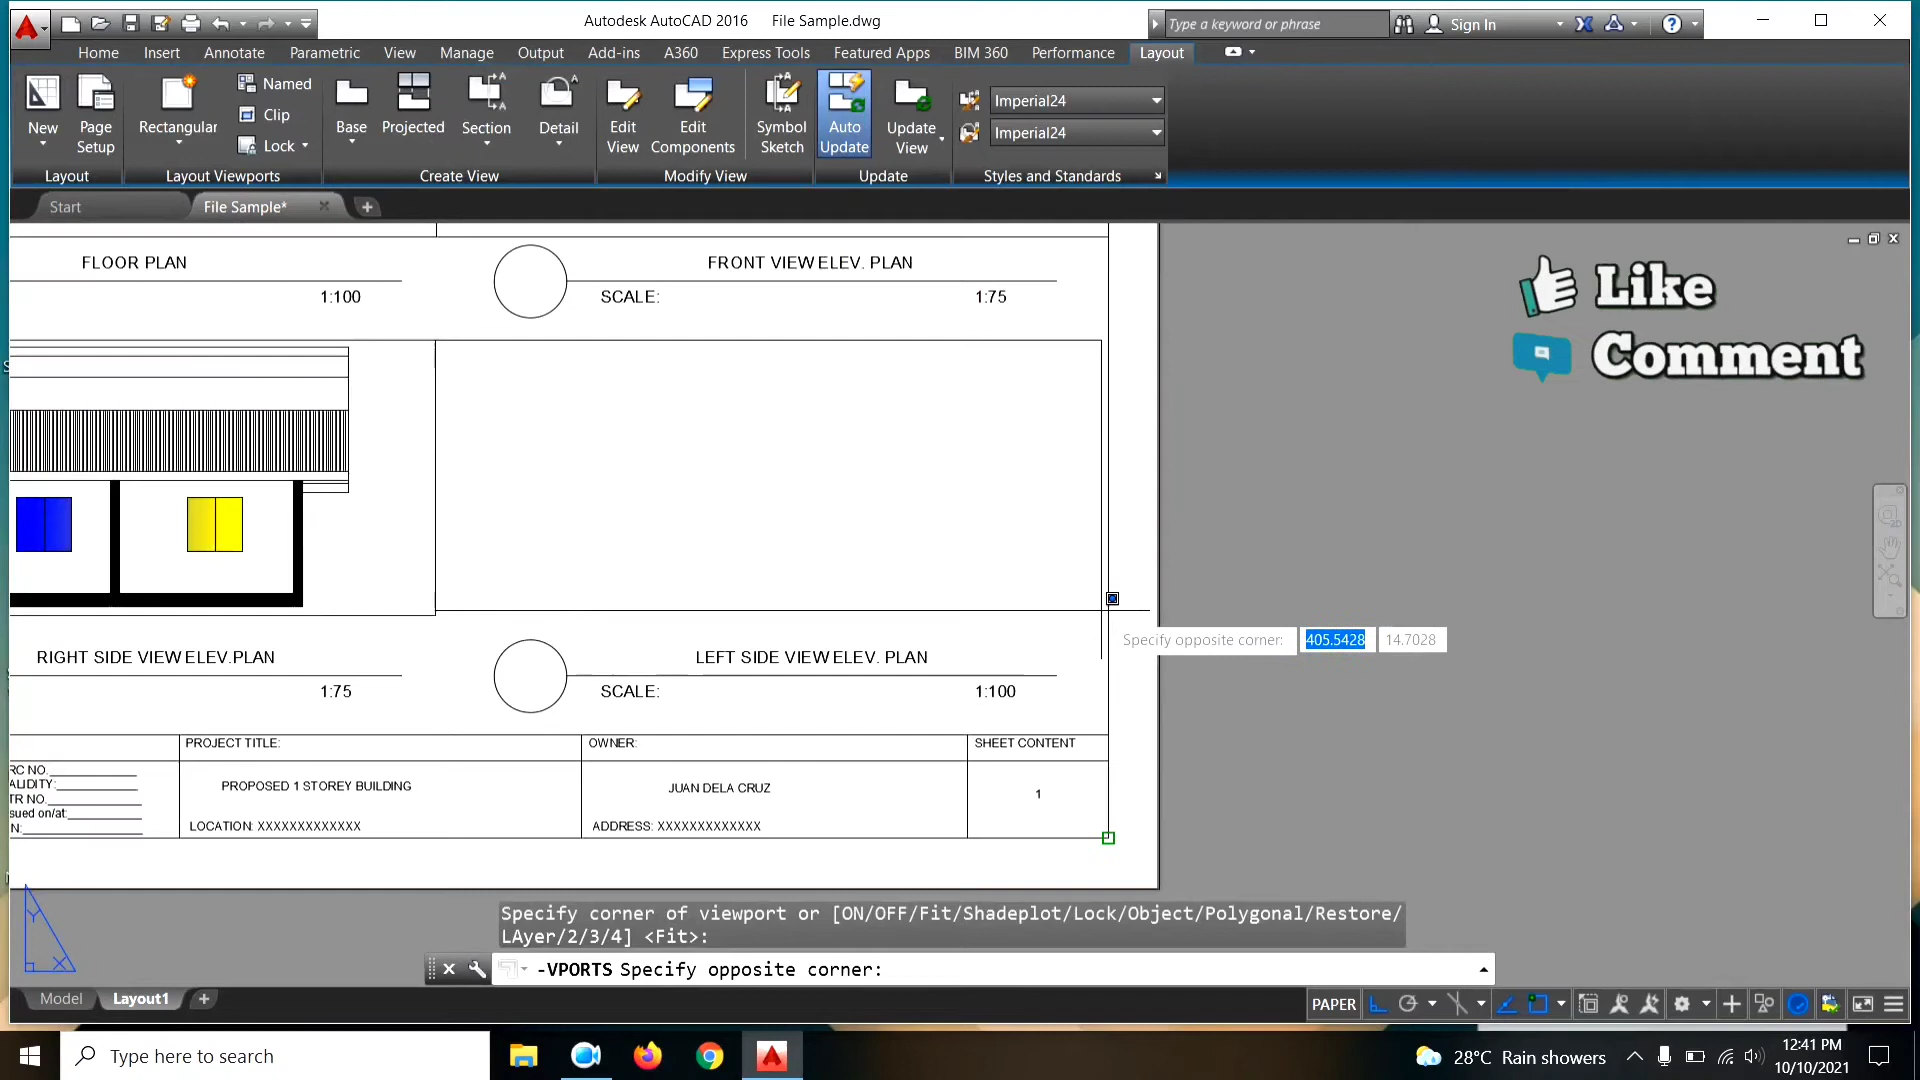 Autodesk AutoCAD 2016 File Sample.dwg
Type a keyword or phrase
Sign In
Home Insert Annotate Parametric View Manage Output Add-ins A360 Express Tools Featured Apps BIM 360 Performance Layout
New
Page Setup
Rectangular
Named
Clip
Lock
Base
Projected
Section
Detail
Edit View
Edit Components
Symbol Sketch
Auto Update
Update View
Imperial24
Imperial24
Layout
Layout Viewports
Create View
Modify View
Update
Styles and Standards
Start
File Sample*
FLOOR PLAN
1:100
FRONT VIEW ELEV. PLAN
SCALE: 1:75
Like
Comment
Specify opposite corner: 405.5428 14.7028
RIGHT SIDE VIEW ELEV.PLAN
1:75
LEFT SIDE VIEW ELEV. PLAN
SCALE: 1:100
RC NO.
ALIDITY:
TR NO.
sued on/at:
N:
PROJECT TITLE:
PROPOSED 1 STOREY BUILDING
LOCATION: XXXXXXXXXXXXX
OWNER:
JUAN DELA CRUZ
ADDRESS: XXXXXXXXXXXXX
SHEET CONTENT
1
Y
X
Specify corner of viewport or [ON/OFF/Fit/Shadeplot/Lock/Object/Polygonal/Restore/
LAyer/2/3/4] <Fit>:
-VPORTS Specify opposite corner:
Model Layout1
PAPER
Type here to search
28°C Rain showers
12:41 PM
10/10/2021